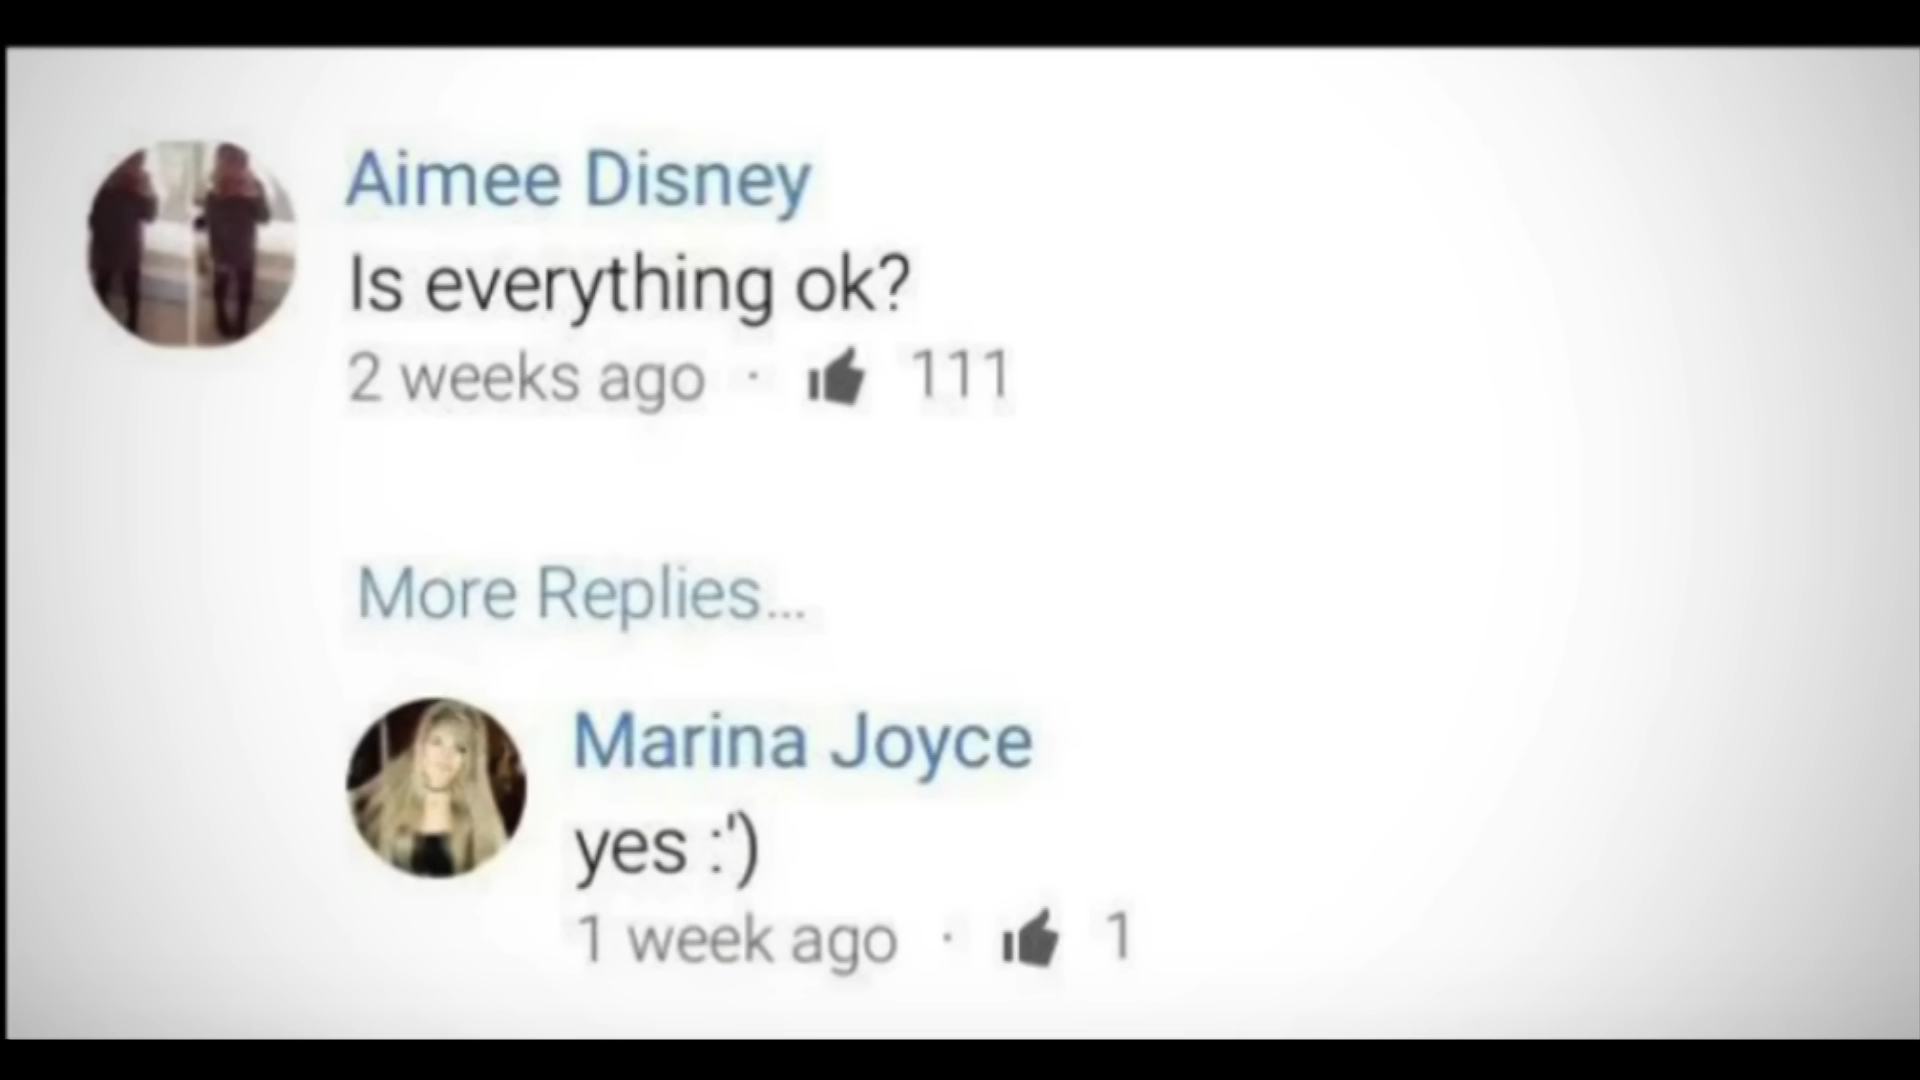 Aimee Disney
Is everything ok?
2 weeks ago · 111
More Replies...
Marina Joyce
yes :')
1 week ago · 1